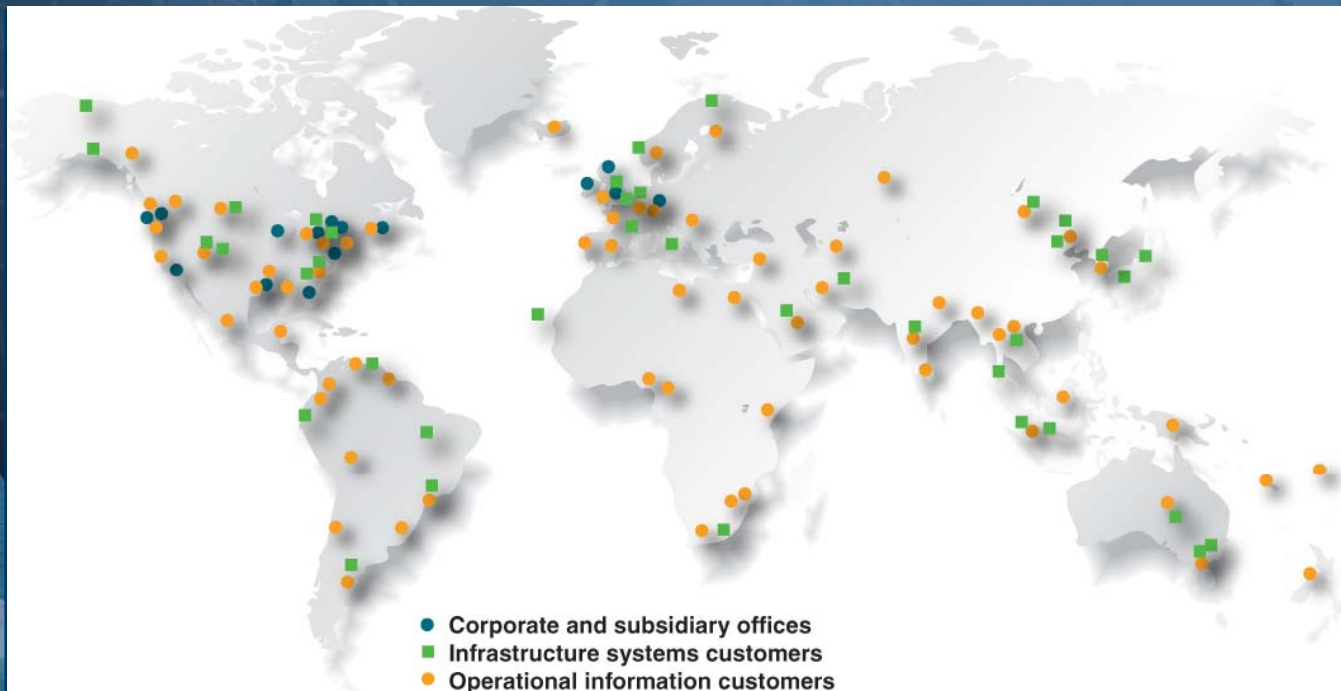 Corporate and subsidiary offices
Infrastructure systems customers
Operational information customers